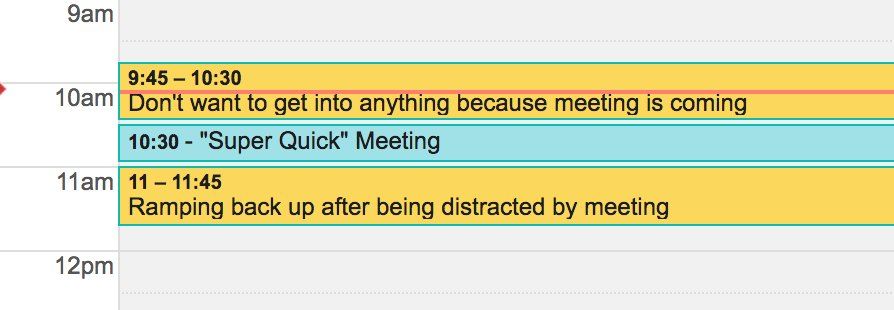 9am
9:45 – 10:30
10am
Don't want to get into anything because meeting is coming
10:30 - "Super Quick" Meeting
11am
11 – 11:45
Ramping back up after being distracted by meeting
12pm